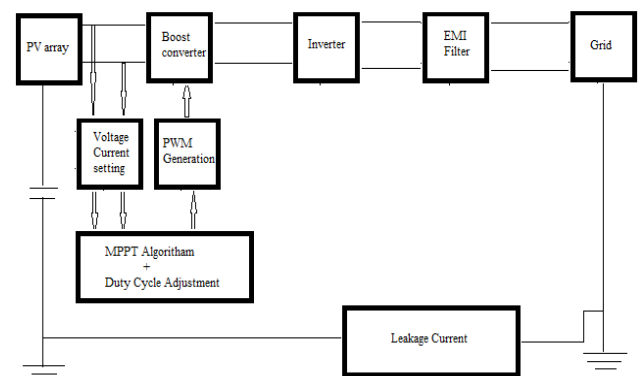 PV array
Boost
converter
Inverter
EMI
Filter
Grid
Voltage
Current
setting
PWM
Generation
MPPT Algoritham
+
Duty Cycle Adjustment
Leakage Current